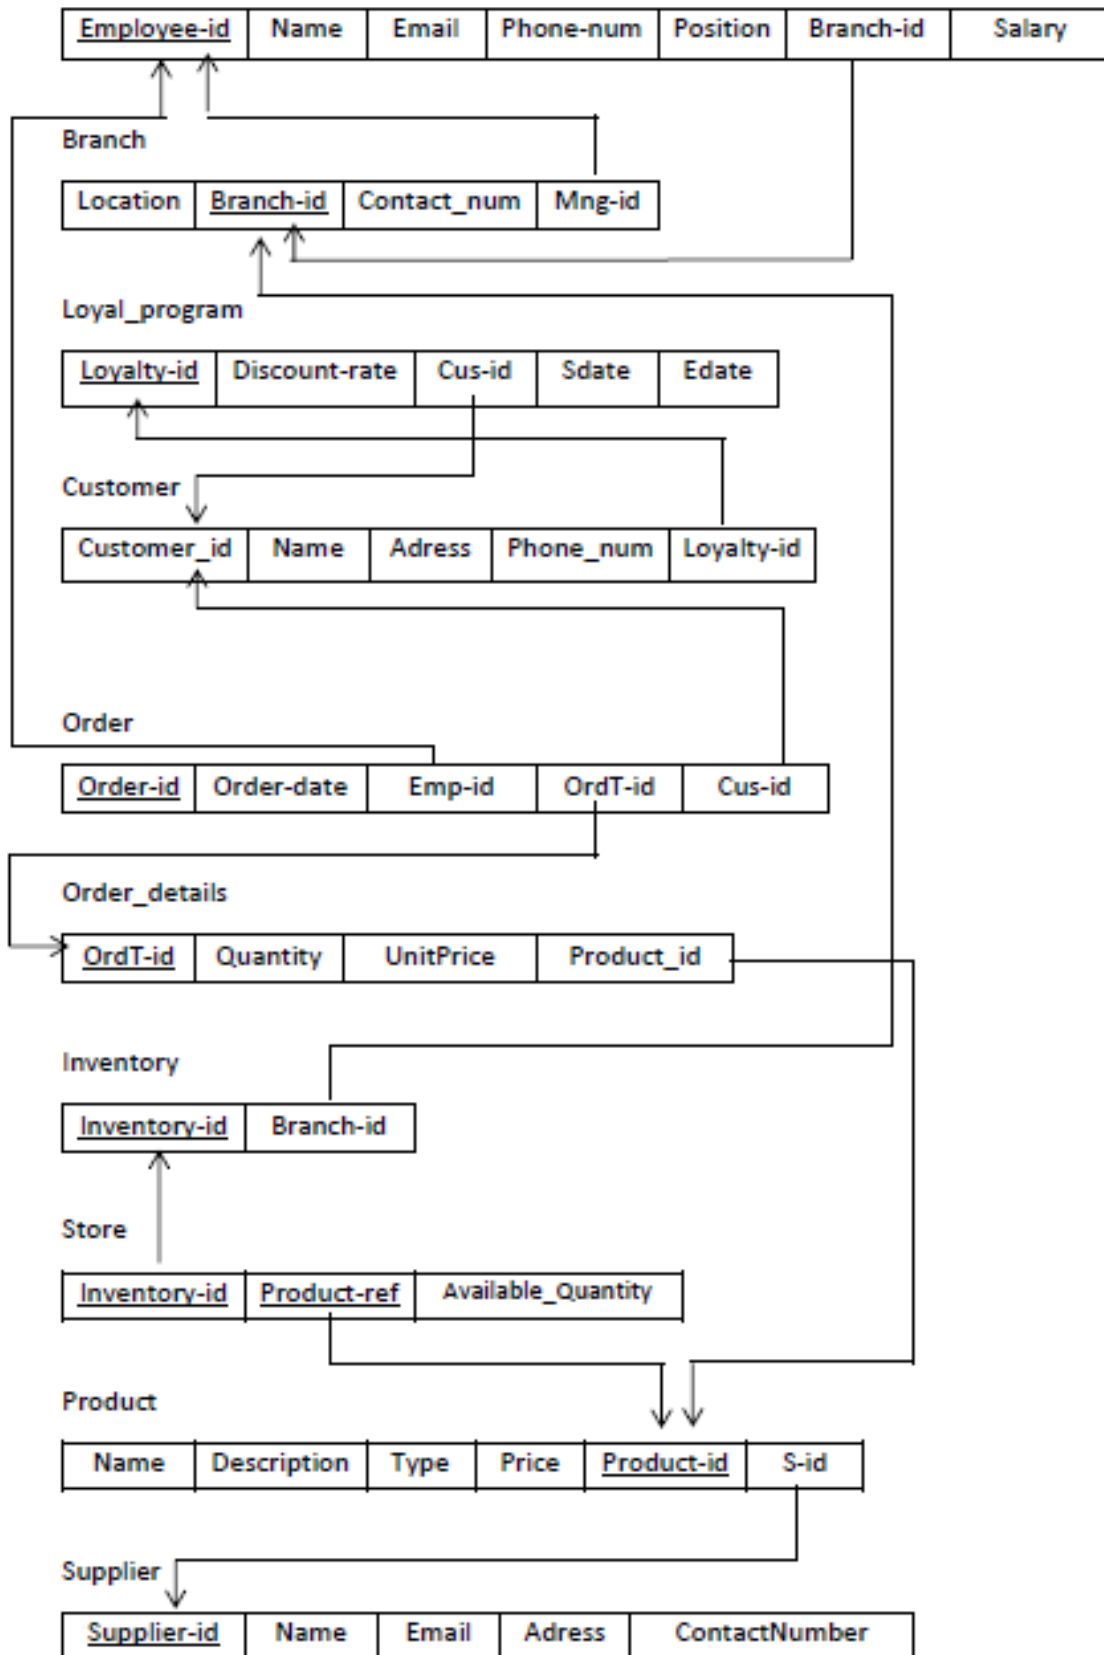 Employee-id Name Email Phone-num Position Branch-id Salary
Branch
Location Branch-id Contact_num Mng-id
Loyal_program
Loyalty-id Discount-rate Cus-id Sdate Edate
Customer
Customer_id Name Adress Phone_num Loyalty-id
Order
Order-id Order-date Emp-id OrdT-id Cus-id
Order_details
OrdT-id Quantity UnitPrice Product_id
Inventory
Inventory-id Branch-id
Store
Inventory-id Product-ref Available_Quantity
Product
Name Description Type Price Product-id S-id
Supplier
Supplier-id Name Email Adress ContactNumber